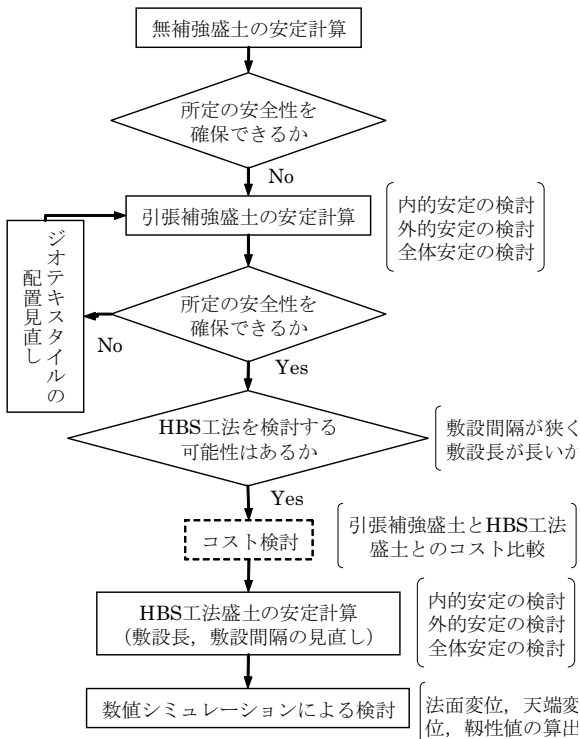 無補強盛土の安定計算
所定の安全性を
確保できるか
No
引張補強盛土の安定計算
内的安定の検討
外的安定の検討
全体安定の検討
ジオテキスタイルの
配置見直し
所定の安全性を
確保できるか
No
Yes
HBS工法を検討する
可能性はあるか
敷設間隔が狭く
敷設長が長いか
Yes
コスト検討
引張補強盛土とHBS工法
盛土とのコスト比較
HBS工法盛土の安定計算
(敷設長，敷設間隔の見直し)
内的安定の検討
外的安定の検討
全体安定の検討
数値シミュレーションによる検討
法面変位，天端変
位，靱性値の算出